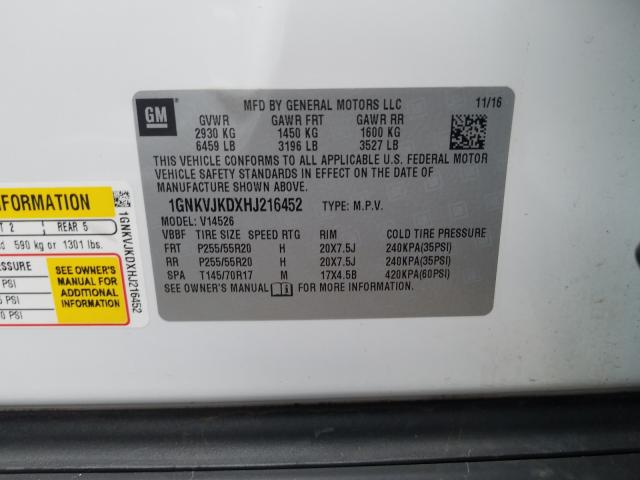 GM
MFD BY GENERAL MOTORS LLC 11/16
GVWR GAWR FRT GAWR RR
2930 KG 1450 KG 1600 KG
6459 LB 3196 LB 3527 LB
THIS VEHICLE CONFORMS TO ALL APPLICABLE U.S. FEDERAL MOTOR
VEHICLE SAFETY STANDARDS IN EFFECT ON THE DATE OF
MANUFACTURE SHOWN ABOVE.
1GNKVJKDXHJ216452 TYPE: M.P.V.
MODEL: V14526
VBBF TIRE SIZE SPEED RTG RIM COLD TIRE PRESSURE
FRT P255/55R20 H 20X7.5J 240KPA(35PSI)
RR P255/55R20 H 20X7.5J 240KPA(35PSI)
SPA T145/70R17 M 17X4.5B 420KPA(60PSI)
SEE OWNER'S MANUAL FOR MORE INFORMATION.
INFORMATION
2 REAR 5
590 kg or 1301 lbs.
SEE OWNER'S
MANUAL FOR
ADDITIONAL
INFORMATION
PSI
PSI
PSI
1GNKVJKDXHJ216452